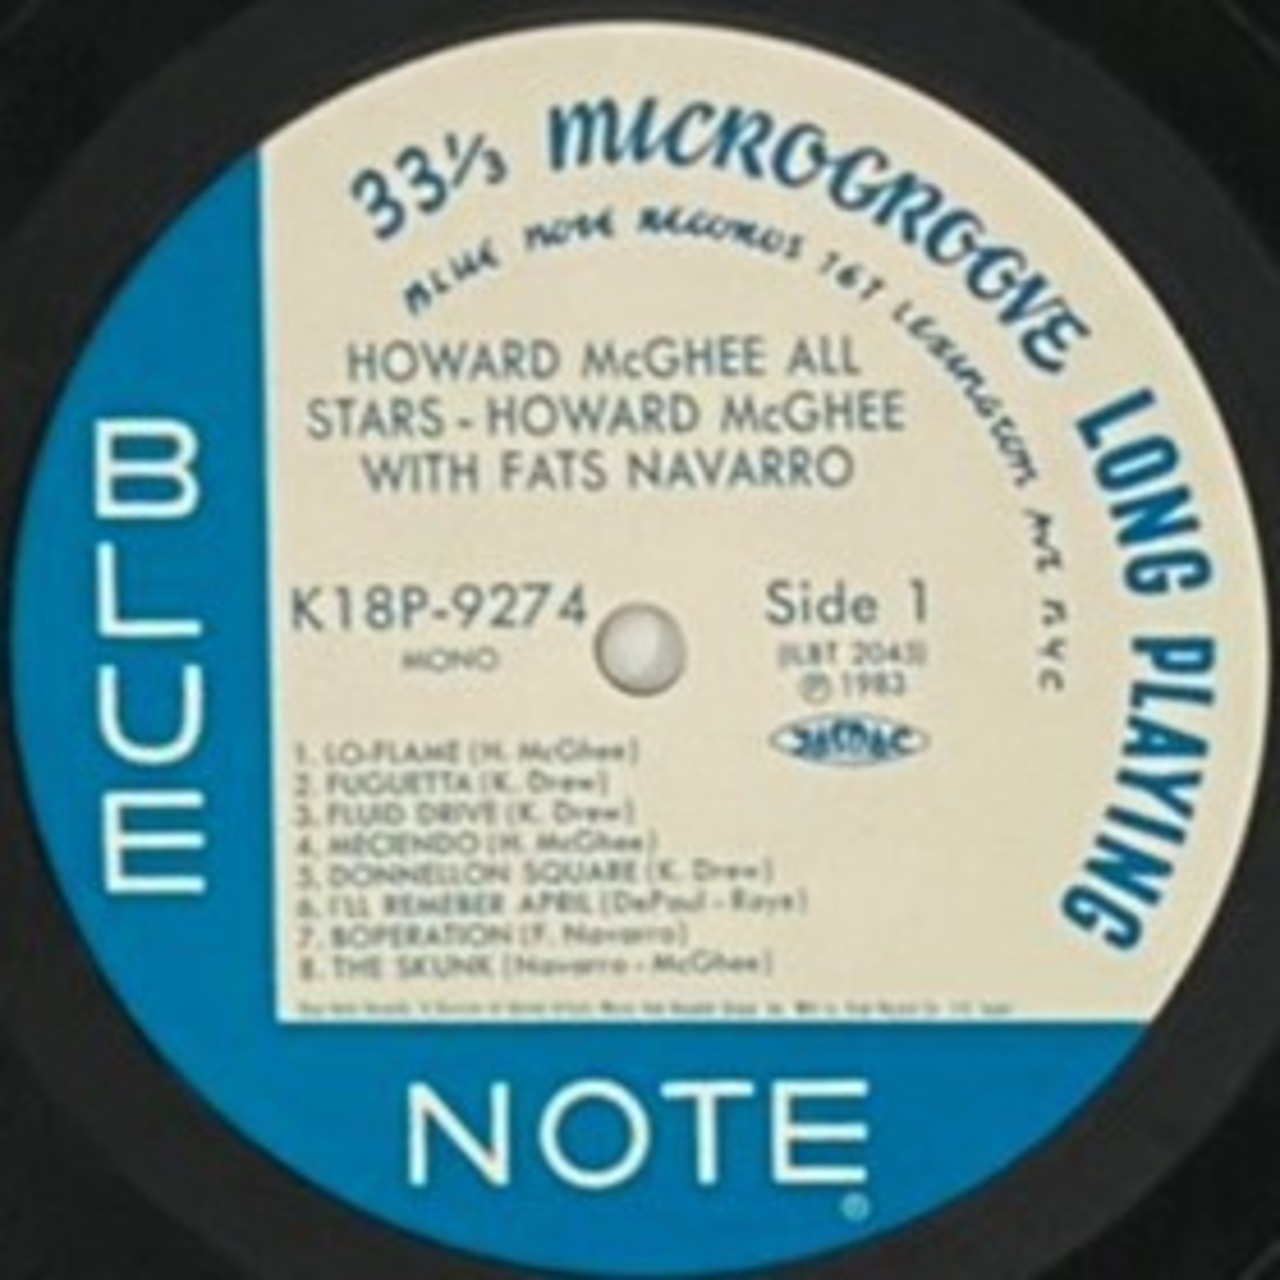 33⅓ MICROGROOVE LONG PLAYING
BLUE NOTE RECORDS 767 LEXINGTON AVE NYC
HOWARD McGHEE ALL
STARS - HOWARD McGHEE
WITH FATS NAVARRO
K18P-9274
MONO
Side 1
(LBT 2043)
℗ 1983
1. LO-FLAME (H. McGhee)
2. FUGUETTA (K. Drew)
3. FLUID DRIVE (K. Drew)
4. MECIENDO (H. McGhee)
5. DONNELLON SQUARE (K. Drew)
6. I'LL REMEBER APRIL (DePaul - Raye)
7. BOPERATION (F. Navarro)
8. THE SKUNK (Navarro - McGhee)
BLUE
NOTE
®